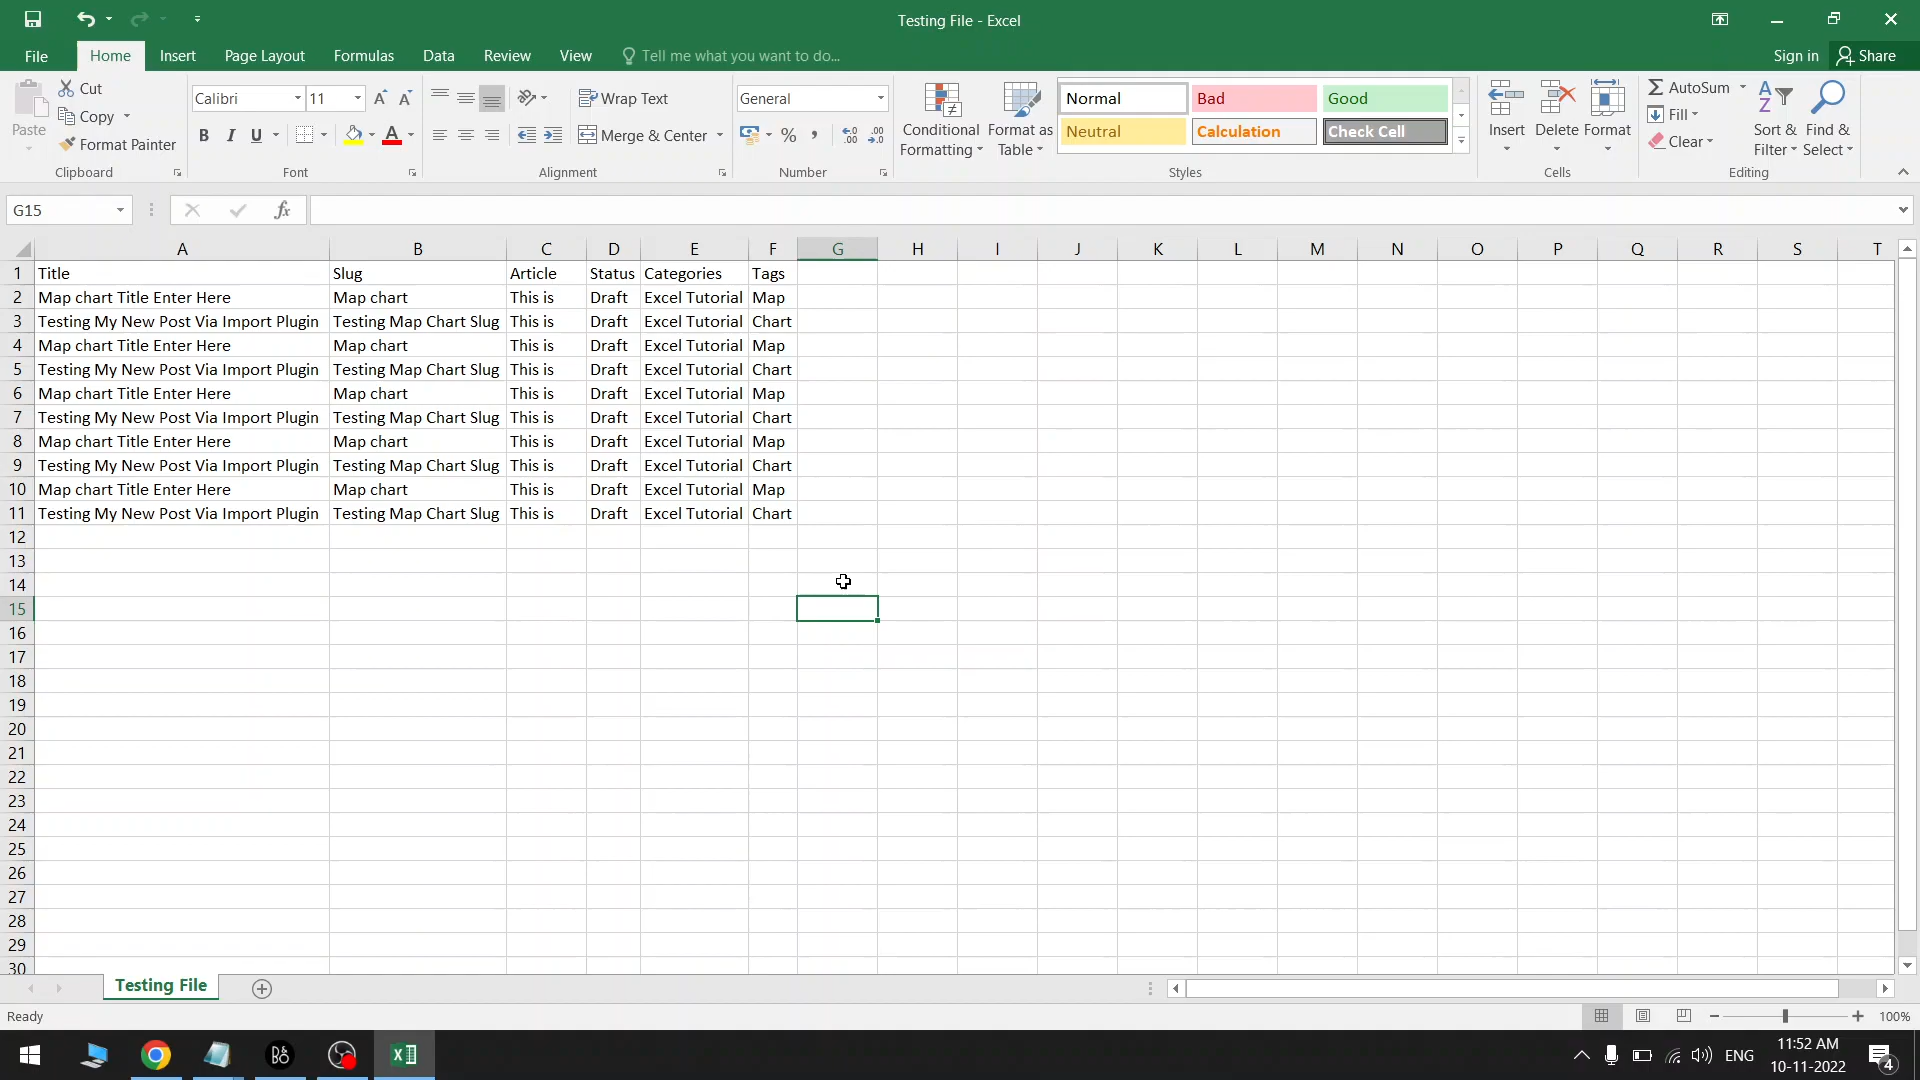 Testing File - Excel
File Home Insert Page Layout Formulas Data Review View Tell me what you want to do... Sign in Share
Paste
Cut
Copy
Format Painter
Clipboard
Calibri 11 A A
B I U A
Font
Wrap Text
Merge & Center
Alignment
General
% , .0 .00 .00 .0
Number
Conditional Formatting
Format as Table
Normal Bad Good
Neutral Calculation Check Cell
Styles
Insert Delete Format
Cells
AutoSum
Fill
Clear
Sort & Filter
Find & Select
Editing
G15 fx
A B C D E F G H I J K L M N O P Q R S T
1 Title Slug Article Status Categories Tags
2 Map chart Title Enter Here Map chart This is Draft Excel Tutorial Map
3 Testing My New Post Via Import Plugin Testing Map Chart Slug This is Draft Excel Tutorial Chart
4 Map chart Title Enter Here Map chart This is Draft Excel Tutorial Map
5 Testing My New Post Via Import Plugin Testing Map Chart Slug This is Draft Excel Tutorial Chart
6 Map chart Title Enter Here Map chart This is Draft Excel Tutorial Map
7 Testing My New Post Via Import Plugin Testing Map Chart Slug This is Draft Excel Tutorial Chart
8 Map chart Title Enter Here Map chart This is Draft Excel Tutorial Map
9 Testing My New Post Via Import Plugin Testing Map Chart Slug This is Draft Excel Tutorial Chart
10 Map chart Title Enter Here Map chart This is Draft Excel Tutorial Map
11 Testing My New Post Via Import Plugin Testing Map Chart Slug This is Draft Excel Tutorial Chart
12
13
14
15
16
17
18
19
20
21
22
23
24
25
26
27
28
29
30
Testing File
Ready 100%
ENG 11:52 AM
10-11-2022
4